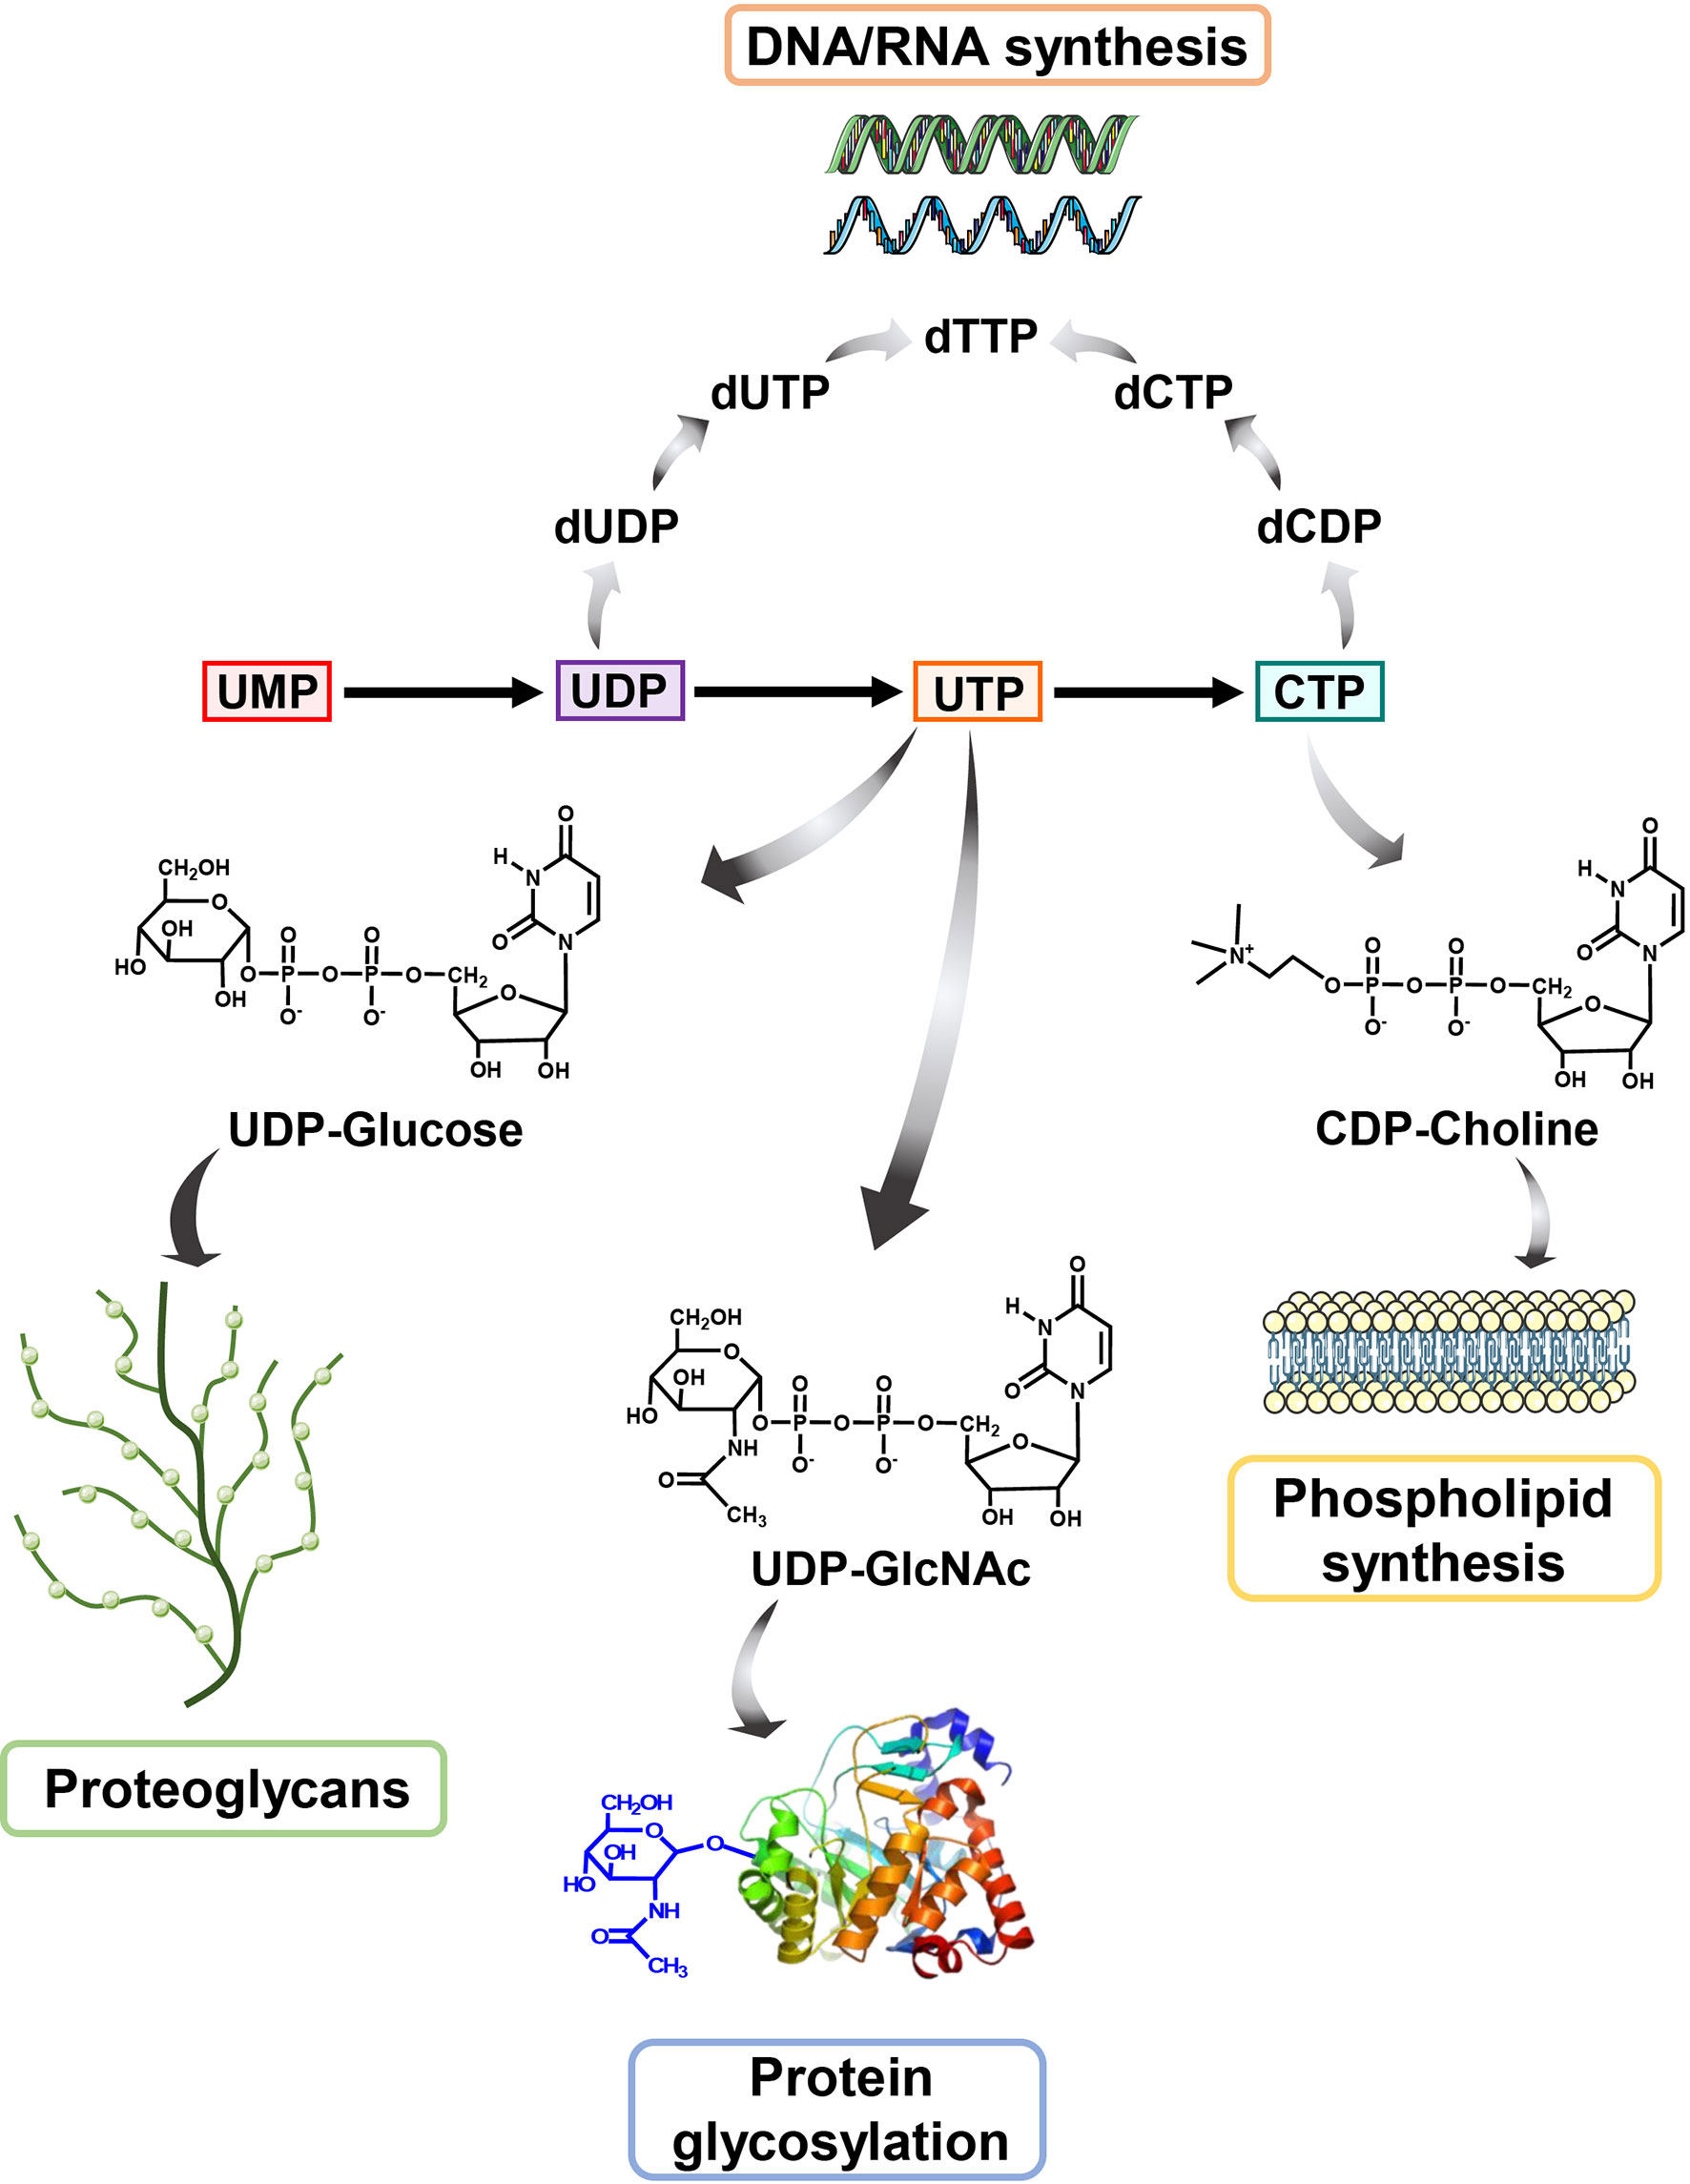 DNA/RNA synthesis
dTTP
dUTP
dCTP
dUDP
dCDP
UMP
UDP
UTP
CTP
CH₂OH
O
OH
HO
OH
O
P
O
O⁻
O
P
O
O⁻
O
CH₂
O
OH
OH
N
O
N
H
O
UDP-Glucose
N⁺
O
P
O
O⁻
O
P
O
O⁻
O
CH₂
O
OH
OH
N
O
N
H
O
CDP-Choline
CH₂OH
O
OH
HO
NH
O
CH₃
O
P
O
O⁻
O
P
O
O⁻
O
CH₂
O
OH
OH
N
O
N
H
O
UDP-GlcNAc
Phospholipid
synthesis
Proteoglycans
CH₂OH
O
OH
HO
O
NH
O
CH₃
Protein
glycosylation